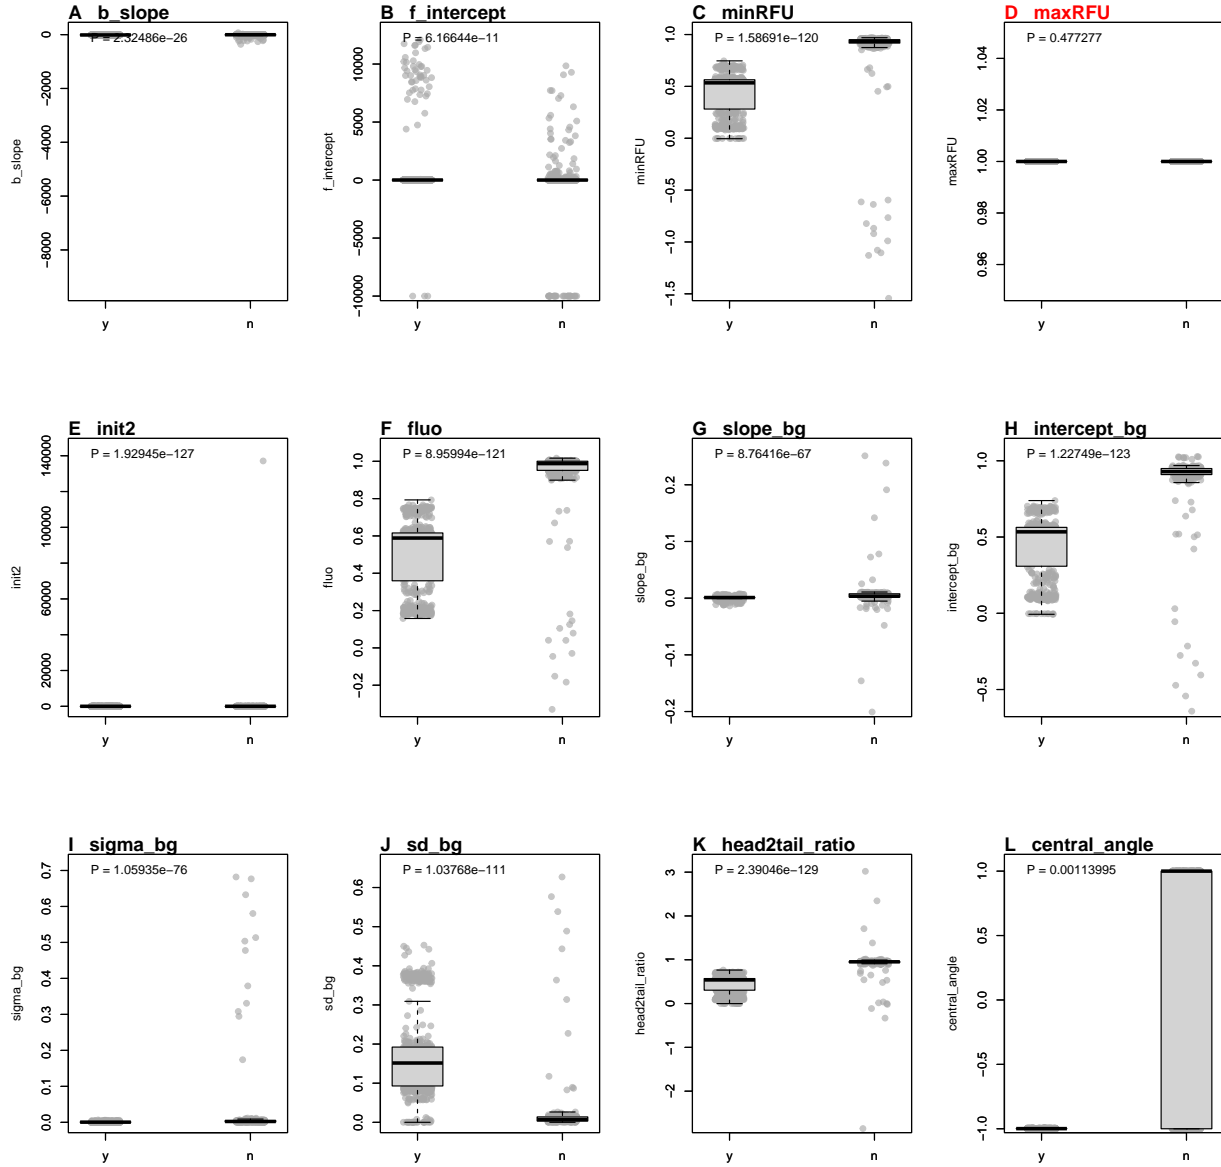 A b_slope
P = 2.32486e−26
0
−2000
−4000
−6000
−8000
b_slope
y n
B f_intercept
P = 6.16644e−11
10000
5000
0
−5000
−10000
f_intercept
y n
C minRFU
P = 1.58691e−120
1.0
0.5
0.0
−0.5
−1.0
−1.5
minRFU
y n
D maxRFU
P = 0.477277
1.04
1.02
1.00
0.98
0.96
maxRFU
y n
E init2
P = 1.92945e−127
140000
100000
60000
20000
0
init2
y n
F fluo
P = 8.95994e−121
1.0
0.8
0.6
0.4
0.2
0.0
−0.2
fluo
y n
G slope_bg
P = 8.76416e−67
0.2
0.1
0.0
−0.1
−0.2
slope_bg
y n
H intercept_bg
P = 1.22749e−123
1.0
0.5
0.0
−0.5
intercept_bg
y n
I sigma_bg
P = 1.05935e−76
0.7
0.6
0.5
0.4
0.3
0.2
0.1
0.0
sigma_bg
y n
J sd_bg
P = 1.03768e−111
0.6
0.5
0.4
0.3
0.2
0.1
0.0
sd_bg
y n
K head2tail_ratio
P = 2.39046e−129
3
2
1
0
−1
−2
head2tail_ratio
y n
L central_angle
P = 0.00113995
1.0
0.5
0.0
−0.5
−1.0
central_angle
y n